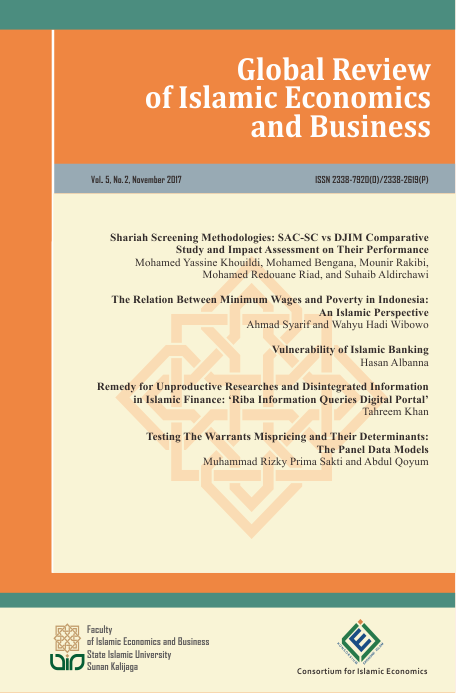 Global Review
of Islamic Economics
and Business
Vol. 5, No.2, November 2017
ISSN 2338-7920(O)/2338-2619(P)
Shariah Screening Methodologies: SAC-SC vs DJIM Comparative
Study and Impact Assessment on Their Performance
Mohamed Yassine Khouildi, Mohamed Bengana, Mounir Rakibi,
Mohamed Redouane Riad, and Suhaib Aldirchawi
The Relation Between Minimum Wages and Poverty in Indonesia:
An Islamic Perspective
Ahmad Syarif and Wahyu Hadi Wibowo
Vulnerability of Islamic Banking
Hasan Albanna
Remedy for Unproductive Researches and Disintegrated Information
in Islamic Finance: ‘Riba Information Queries Digital Portal’
Tahreem Khan
Testing The Warrants Mispricing and Their Determinants:
The Panel Data Models
Muhammad Rizky Prima Sakti and Abdul Qoyum
Faculty
of Islamic Economics and Business
State Islamic University
Sunan Kalijaga
Consortium for Islamic Economics